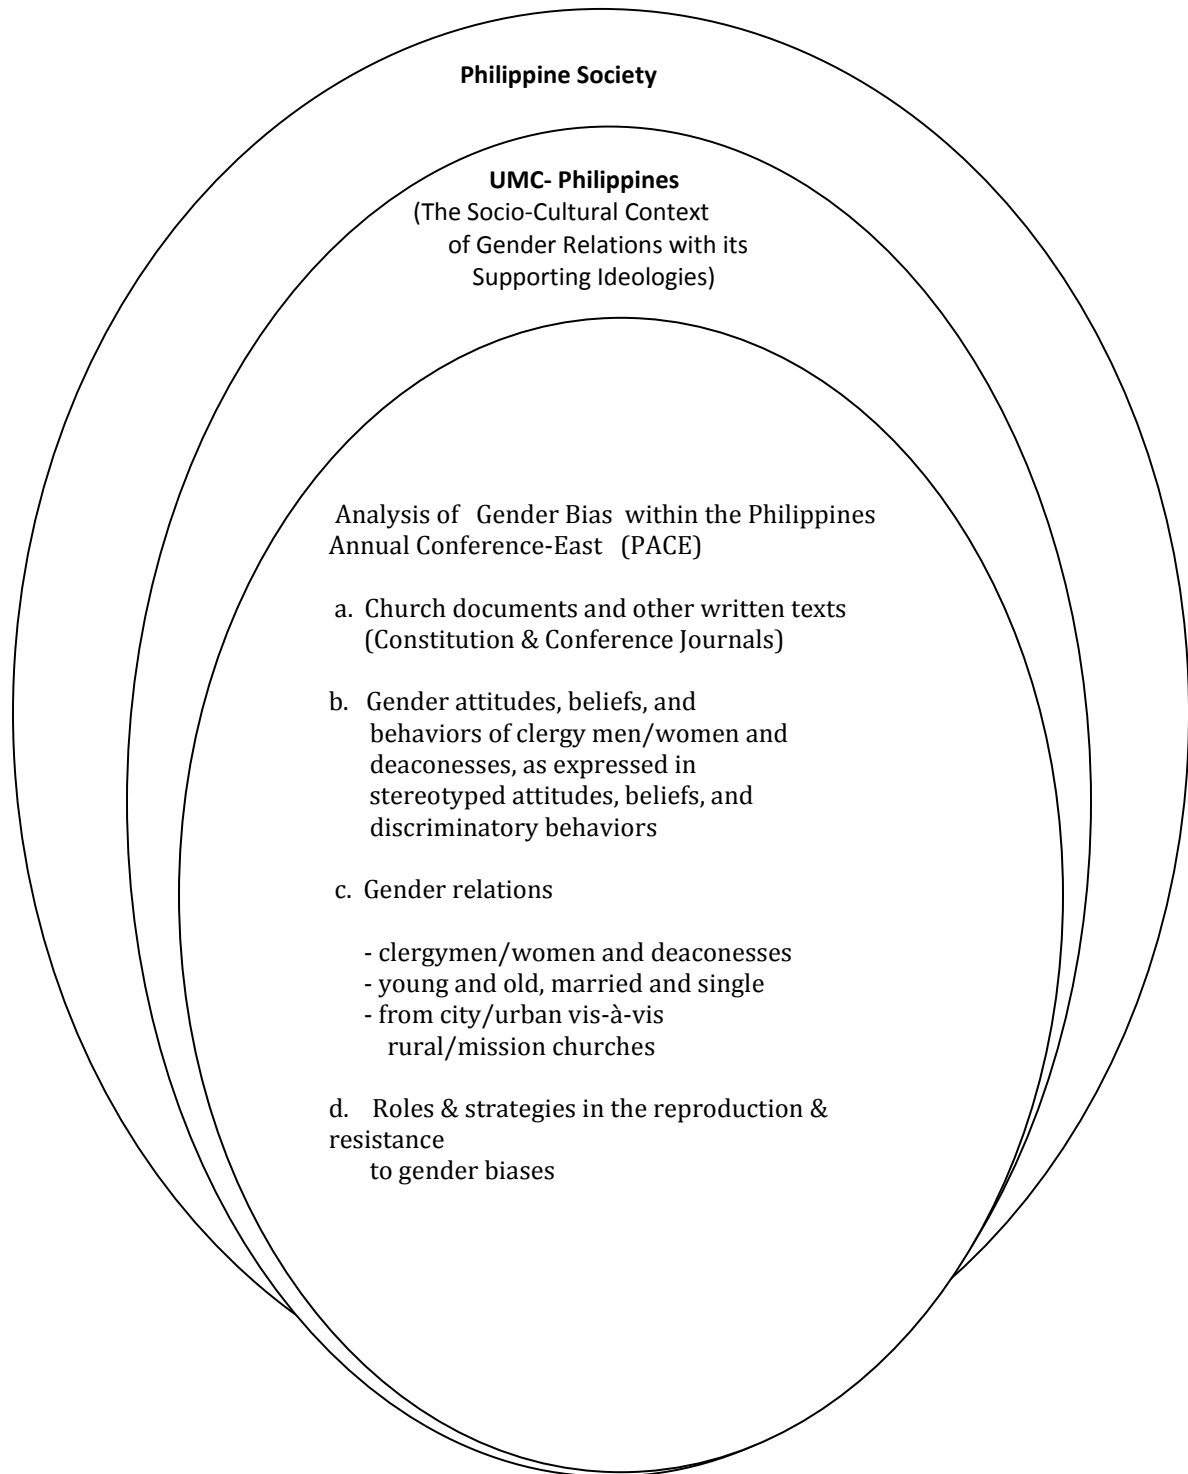 Philippine Society
UMC- Philippines
(The Socio-Cultural Context
of Gender Relations with its
Supporting Ideologies)
Analysis of Gender Bias within the Philippines
Annual Conference-East (PACE)
a. Church documents and other written texts
(Constitution & Conference Journals)
b. Gender attitudes, beliefs, and
behaviors of clergy men/women and
deaconesses, as expressed in
stereotyped attitudes, beliefs, and
discriminatory behaviors
c. Gender relations
- clergymen/women and deaconesses
- young and old, married and single
- from city/urban vis-à-vis
rural/mission churches
d. Roles & strategies in the reproduction &
resistance
to gender biases